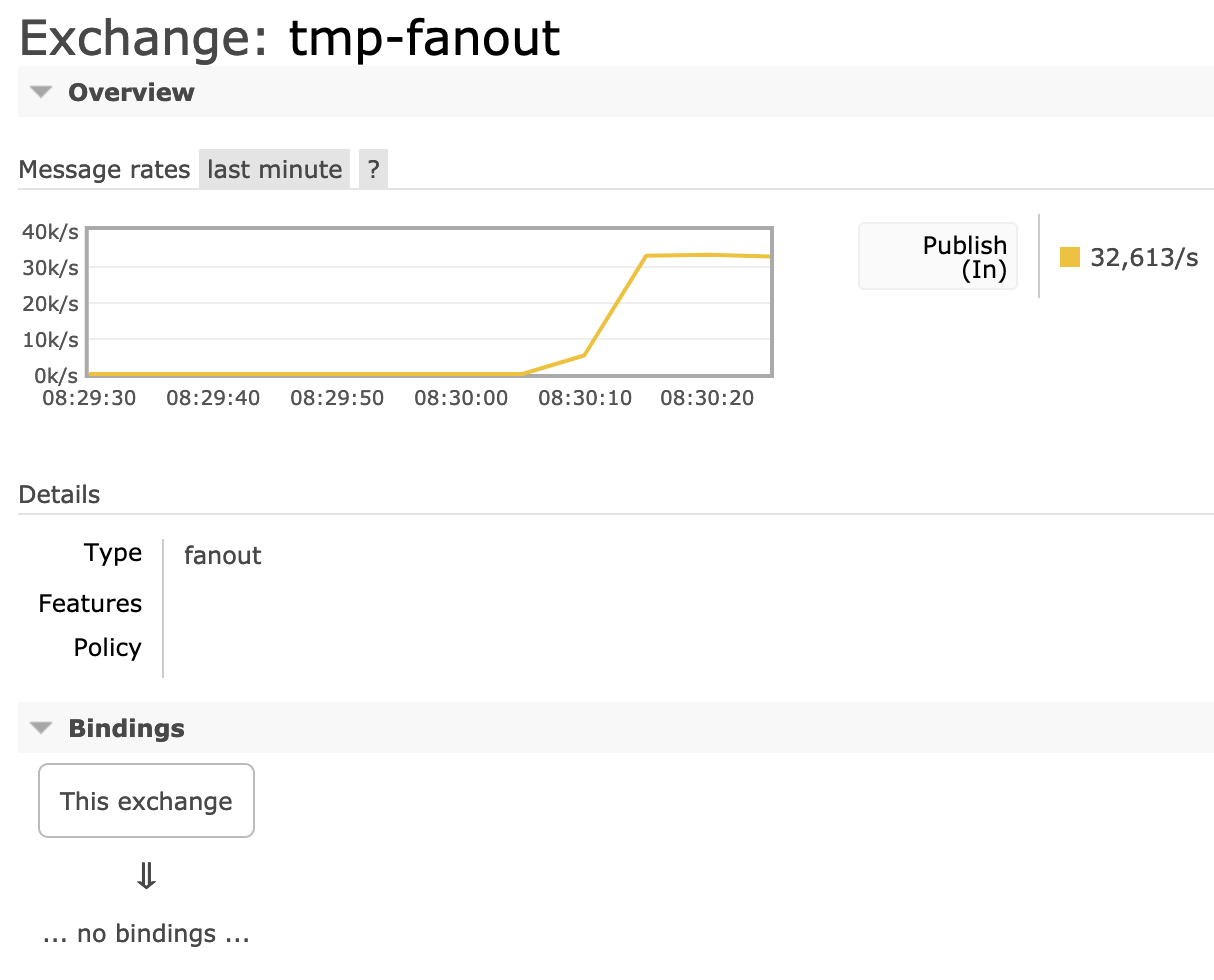 Exchange: tmp-fanout
Overview
Message rates last minute ?
40k/s
30k/s
20k/s
10k/s
0k/s
08:29:30 08:29:40 08:29:50 08:30:00 08:30:10 08:30:20
Publish
(In)
32,613/s
Details
Type fanout
Features
Policy
Bindings
This exchange
⇓
... no bindings ...